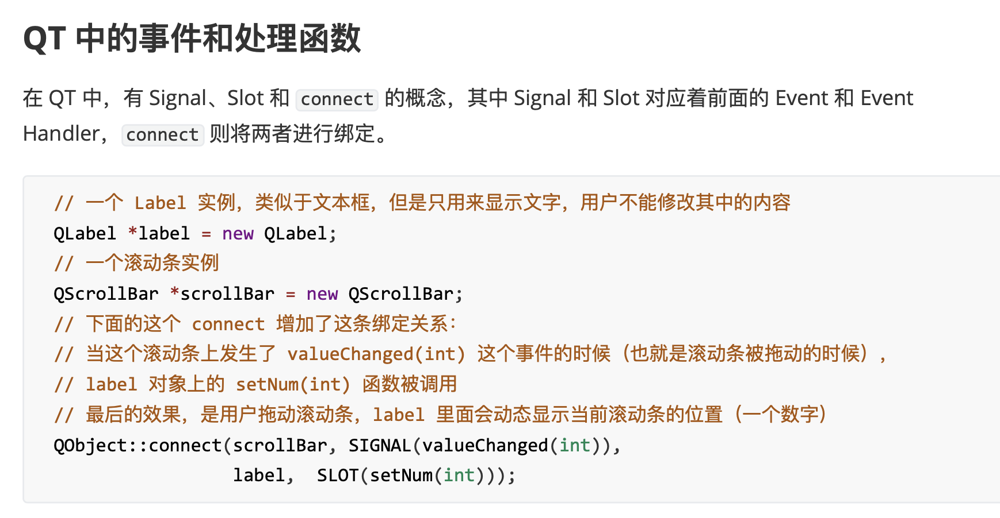 QT 中的事件和处理函数
在 QT 中，有 Signal、Slot 和 connect 的概念，其中 Signal 和 Slot 对应着前面的 Event 和 Event
Handler，connect 则将两者进行绑定。
// 一个 Label 实例，类似于文本框，但是只用来显示文字，用户不能修改其中的内容
QLabel *label = new QLabel;
// 一个滚动条实例
QScrollBar *scrollBar = new QScrollBar;
// 下面的这个 connect 增加了这条绑定关系：
// 当这个滚动条上发生了 valueChanged(int) 这个事件的时候（也就是滚动条被拖动的时候）,
// label 对象上的 setNum(int) 函数被调用
// 最后的效果，是用户拖动滚动条，label 里面会动态显示当前滚动条的位置（一个数字）
QObject::connect(scrollBar, SIGNAL(valueChanged(int)),
                 label,  SLOT(setNum(int)));